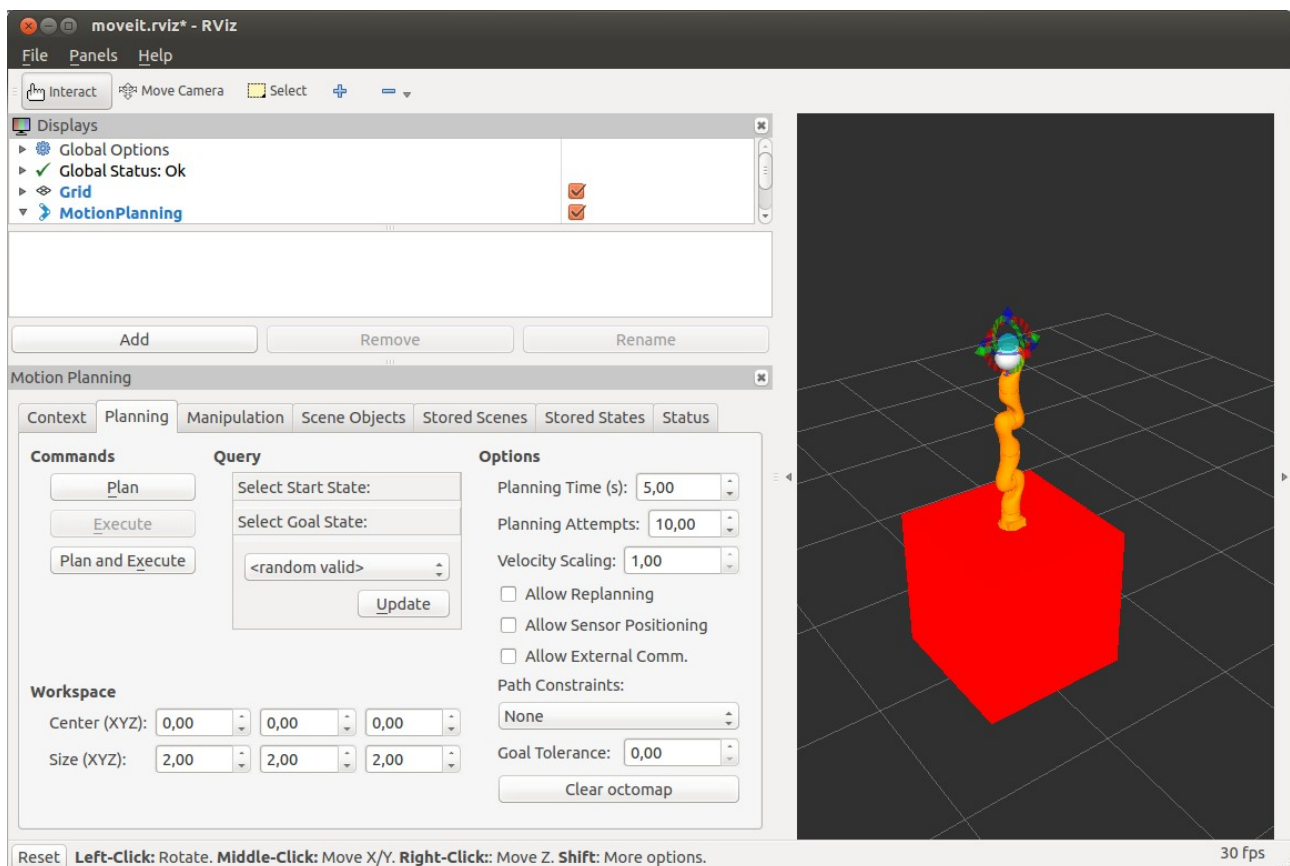 moveit.rviz* - RViz
File Panels Help
Interact Move Camera Select
Displays
Global Options
Global Status: Ok
Grid
MotionPlanning
Add Remove Rename
Motion Planning
Context Planning Manipulation Scene Objects Stored Scenes Stored States Status
Commands Query Options
Plan Select Start State: Planning Time (s): 5,00
Execute Select Goal State: Planning Attempts: 10,00
Plan and Execute <random valid> Velocity Scaling: 1,00
Update Allow Replanning
Allow Sensor Positioning
Allow External Comm.
Workspace Path Constraints:
Center (XYZ): 0,00 0,00 0,00 None
Size (XYZ): 2,00 2,00 2,00 Goal Tolerance: 0,00
Clear octomap
Reset Left-Click: Rotate. Middle-Click: Move X/Y. Right-Click:: Move Z. Shift: More options. 30 fps